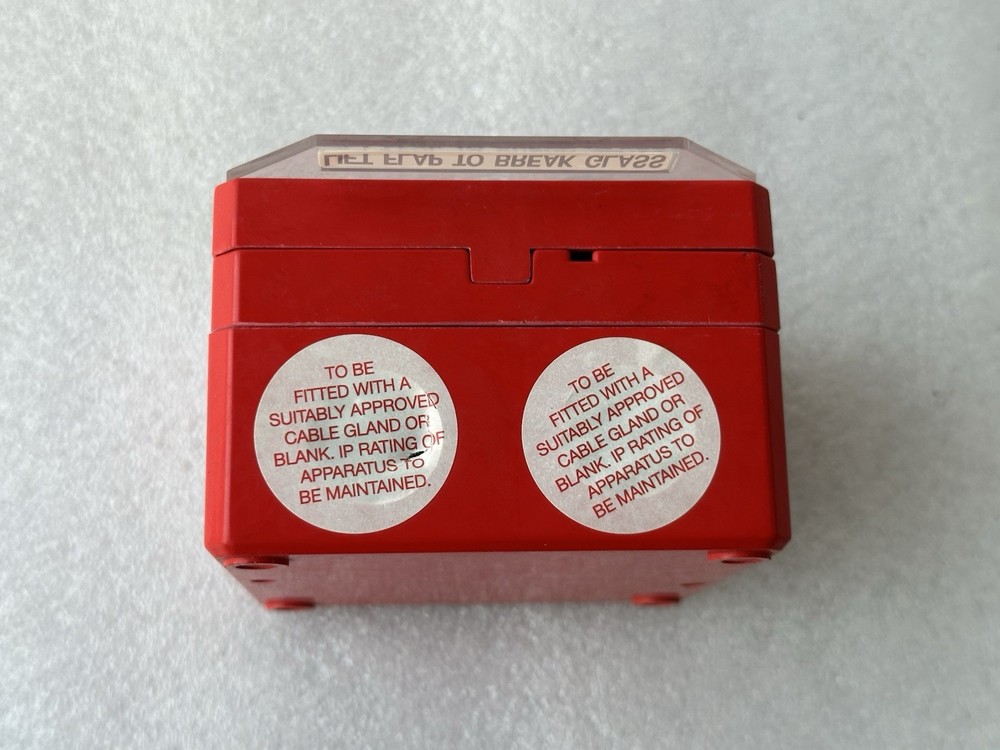 LIFT FLAP TO BREAK GLASS
TO BE
FITTED WITH A
SUITABLY APPROVED
CABLE GLAND OR
BLANK. IP RATING OF
APPARATUS TO
BE MAINTAINED.
TO BE
FITTED WITH A
SUITABLY APPROVED
CABLE GLAND OR
BLANK. IP RATING OF
APPARATUS TO
BE MAINTAINED.